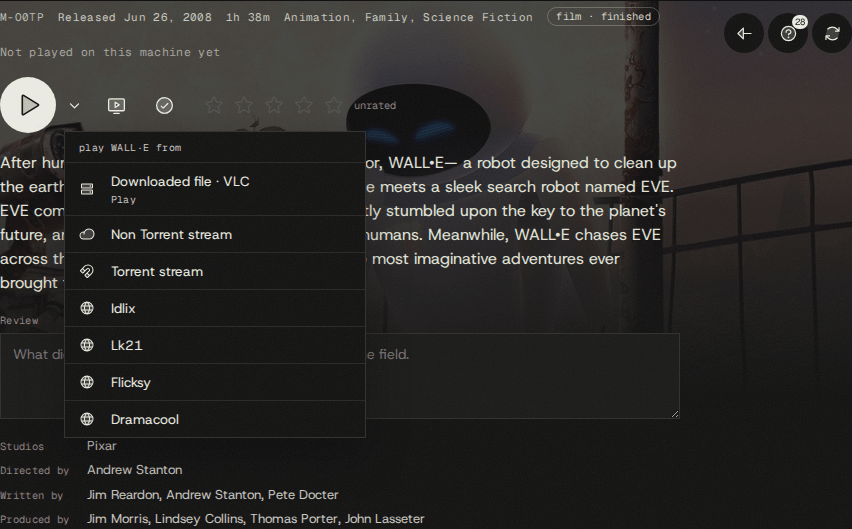 M-O0TP Released Jun 26, 2008 1h 38m Animation, Family, Science Fiction film · finished
28
Not played on this machine yet
unrated
play WALL·E from
After hur or, WALL•E— a robot designed to clean up
the earth e meets a sleek search robot named EVE.
EVE com tly stumbled upon the key to the planet's
future, a humans. Meanwhile, WALL•E chases EVE
across th most imaginative adventures ever
brought
Downloaded file · VLC
Play
Non Torrent stream
Torrent stream
Idlix
Lk21
Flicksy
Dramacool
Review
What di e field.
Studios Pixar
Directed by Andrew Stanton
Written by Jim Reardon, Andrew Stanton, Pete Docter
Produced by Jim Morris, Lindsey Collins, Thomas Porter, John Lasseter